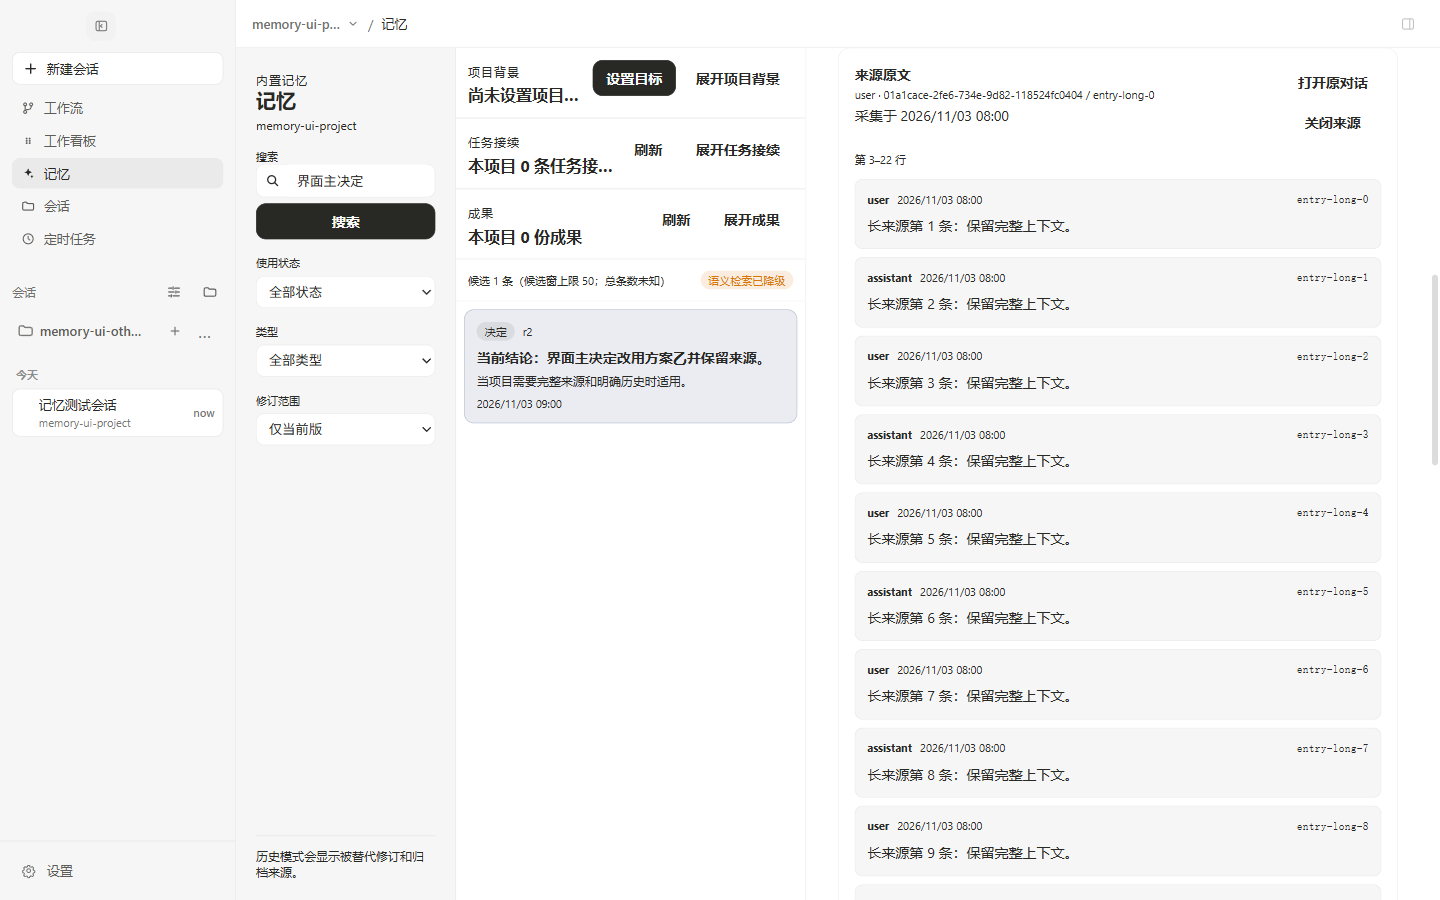 新建会话
工作流
工作看板
记忆
会话
定时任务
会话
memory-ui-oth...
...
今天
记忆测试会话
memory-ui-project
now
设置
memory-ui-p...
/
记忆
内置记忆
记忆
memory-ui-project
搜索
界面主决定
搜索
使用状态
全部状态
类型
全部类型
修订范围
仅当前版
历史模式会显示被替代修订和归
档来源。
项目背景
尚未设置项目...
设置目标
展开项目背景
任务接续
本项目 0 条任务接...
刷新
展开任务接续
成果
本项目 0 份成果
刷新
展开成果
候选 1 条（候选窗上限 50；总条数未知）
语义检索已降级
决定
r2
当前结论：界面主决定改用方案乙并保留来源。
当项目需要完整来源和明确历史时适用。
2026/11/03 09:00
来源原文
user · 01a1cace-2fe6-734e-9d82-118524fc0404 / entry-long-0
采集于 2026/11/03 08:00
打开原对话
关闭来源
第 3–22 行
user 2026/11/03 08:00 entry-long-0
长来源第 1 条：保留完整上下文。
assistant 2026/11/03 08:00 entry-long-1
长来源第 2 条：保留完整上下文。
user 2026/11/03 08:00 entry-long-2
长来源第 3 条：保留完整上下文。
assistant 2026/11/03 08:00 entry-long-3
长来源第 4 条：保留完整上下文。
user 2026/11/03 08:00 entry-long-4
长来源第 5 条：保留完整上下文。
assistant 2026/11/03 08:00 entry-long-5
长来源第 6 条：保留完整上下文。
user 2026/11/03 08:00 entry-long-6
长来源第 7 条：保留完整上下文。
assistant 2026/11/03 08:00 entry-long-7
长来源第 8 条：保留完整上下文。
user 2026/11/03 08:00 entry-long-8
长来源第 9 条：保留完整上下文。